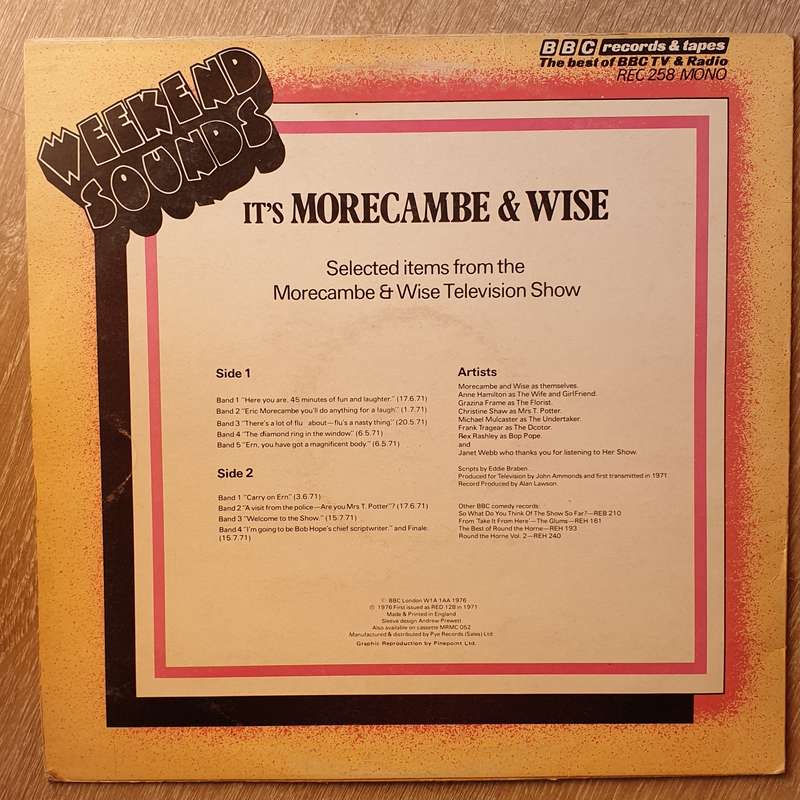 WEEKEND
SOUNDS
BBC records & tapes
The best of BBC TV & Radio
REC 258 MONO
IT'S MORECAMBE & WISE
Selected items from the
Morecambe & Wise Television Show
Side 1
Band 1 "Here you are, 45 minutes of fun and laughter." (17.6.71)
Band 2 "Eric Morecambe you'll do anything for a laugh" (1.7.71)
Band 3 "There's a lot of flu about—flu's a nasty thing" (20.5.71)
Band 4 "The diamond ring in the window" (6.5.71)
Band 5 "Ern, you have got a magnificent body." (6.5.71)
Side 2
Band 1 "Carry on Ern" (3.6.71)
Band 2 "A visit from the police—Are you Mrs T. Potter"? (17.6.71)
Band 3 "Welcome to the Show." (15.7.71)
Band 4 "I'm going to be Bob Hope's chief scriptwriter." and Finale.
(15.7.71)
Artists
Morecambe and Wise as themselves.
Anne Hamilton as The Wife and GirlFriend.
Grazina Frame as The Florist.
Christine Shaw as Mrs T. Potter.
Michael Mulcaster as The Undertaker.
Frank Tragear as The Dcotor.
Rex Rashley as Bop Pope.
and
Janet Webb who thanks you for listening to Her Show.
Scripts by Eddie Braben
Produced for Television by John Ammonds and first transmitted in 1971
Record Produced by Alan Lawson.
Other BBC comedy records:
So What Do You Think Of The Show So Far?—REB 210
From 'Take It From Here'—The Glums—REH 161
The Best of Round the Horne—REH 193
Round the Horne Vol. 2—REH 240
© BBC London W1A 1AA 1976
℗ 1976 First issued as RED 128 in 1971
Made & Printed in England
Sleeve design Andrew Prewett
Also available on cassette MRMC 052
Manufactured & distributed by Pye Records (Sales) Ltd
Graphic Reproduction by Pinepoint Ltd.